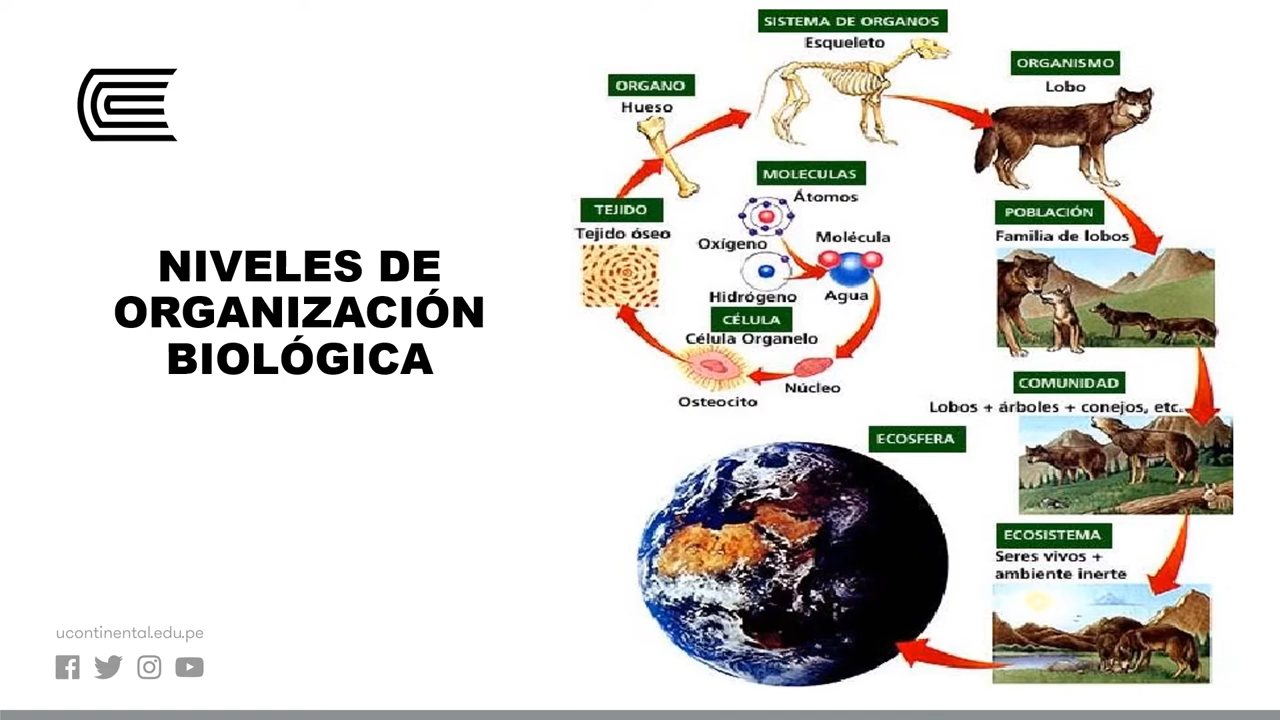 NIVELES DE
ORGANIZACIÓN
BIOLÓGICA
ucontinental.edu.pe
SISTEMA DE ORGANOS
Esqueleto
ORGANO
Hueso
ORGANISMO
Lobo
MOLECULAS
Átomos
Oxígeno
Molécula
Hidrógeno
Agua
TEJIDO
Tejido óseo
CÉLULA
Célula Organelo
Núcleo
Osteocito
POBLACIÓN
Familia de lobos
COMUNIDAD
Lobos + árboles + conejos, etc.
ECOSISTEMA
Seres vivos +
ambiente inerte
ECOSFERA